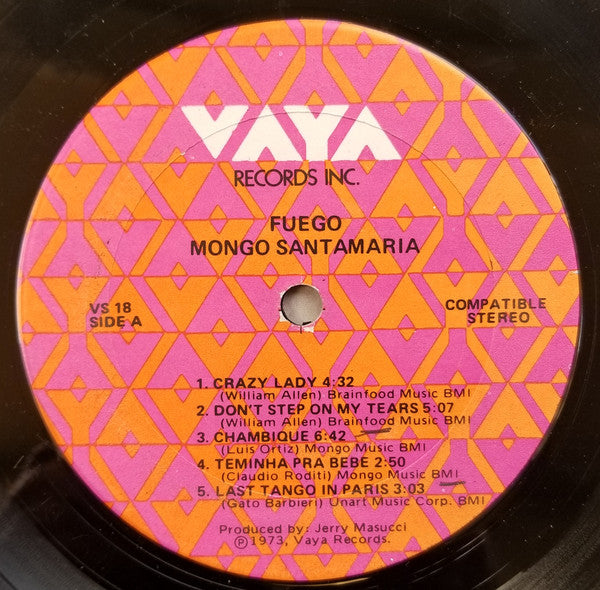 VAYA
RECORDS INC.
FUEGO
MONGO SANTAMARIA
VS 18
SIDE A
COMPATIBLE
STEREO
1. CRAZY LADY 4:32
(William Allen) Brainfood Music BMI
2. DON'T STEP ON MY TEARS 5:07
(William Allen) Brainfood Music BMI
3. CHAMBIQUE 6:42
(Luis Ortiz) Mongo Music BMI
4. TEMINHA PRA BEBE 2:50
(Claudio Roditi) Mongo Music BMI
5. LAST TANGO IN PARIS 3:03
(Gato Barbieri) Unart Music Corp. BMI
Produced by: Jerry Masucci
Ⓟ1973, Vaya Records.